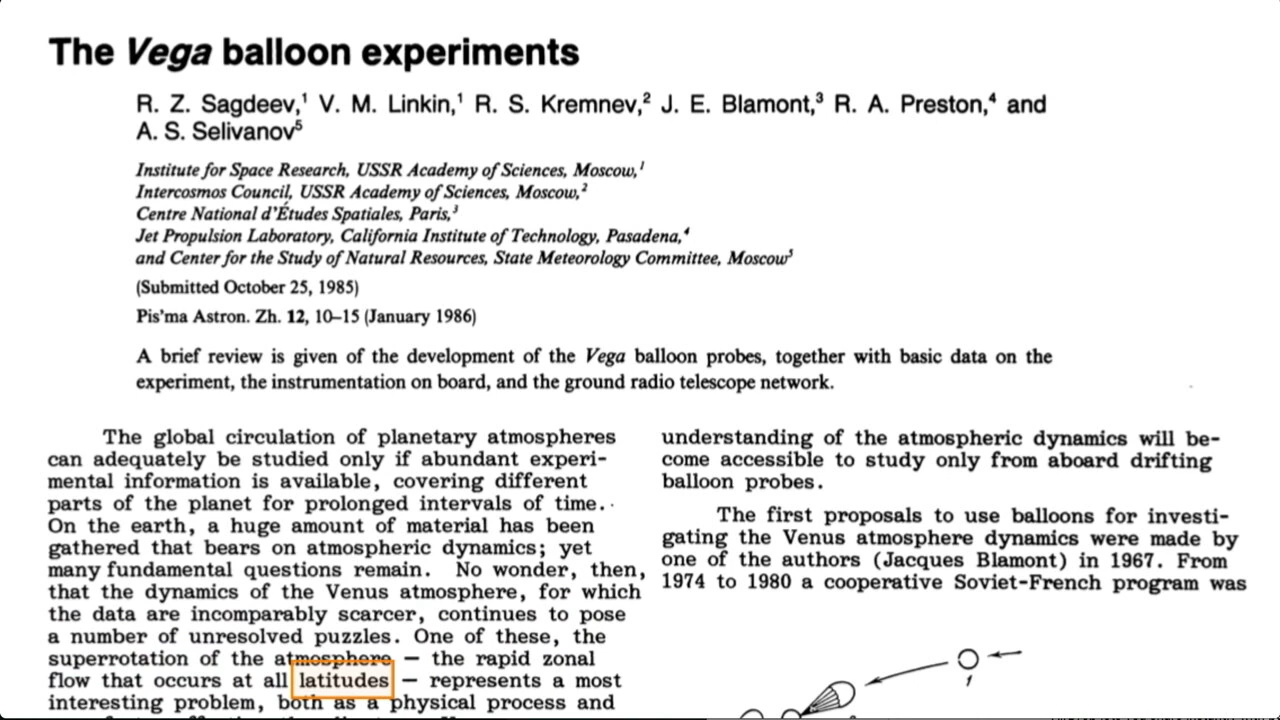 The Vega balloon experiments
R. Z. Sagdeev,¹ V. M. Linkin,¹ R. S. Kremnev,² J. E. Blamont,³ R. A. Preston,⁴ and
A. S. Selivanov⁵
Institute for Space Research, USSR Academy of Sciences, Moscow,¹
Intercosmos Council, USSR Academy of Sciences, Moscow,²
Centre National d'Études Spatiales, Paris,³
Jet Propulsion Laboratory, California Institute of Technology, Pasadena,⁴
and Center for the Study of Natural Resources, State Meteorology Committee, Moscow⁵
(Submitted October 25, 1985)
Pis'ma Astron. Zh. 12, 10–15 (January 1986)
A brief review is given of the development of the Vega balloon probes, together with basic data on the
experiment, the instrumentation on board, and the ground radio telescope network.
The global circulation of planetary atmospheres
can adequately be studied only if abundant experi-
mental information is available, covering different
parts of the planet for prolonged intervals of time.
On the earth, a huge amount of material has been
gathered that bears on atmospheric dynamics; yet
many fundamental questions remain. No wonder, then,
that the dynamics of the Venus atmosphere, for which
the data are incomparably scarcer, continues to pose
a number of unresolved puzzles. One of these, the
superrotation of the atmosphere — the rapid zonal
flow that occurs at all latitudes — represents a most
interesting problem, both as a physical process and
understanding of the atmospheric dynamics will be-
come accessible to study only from aboard drifting
balloon probes.
The first proposals to use balloons for investi-
gating the Venus atmosphere dynamics were made by
one of the authors (Jacques Blamont) in 1967. From
1974 to 1980 a cooperative Soviet-French program was
1